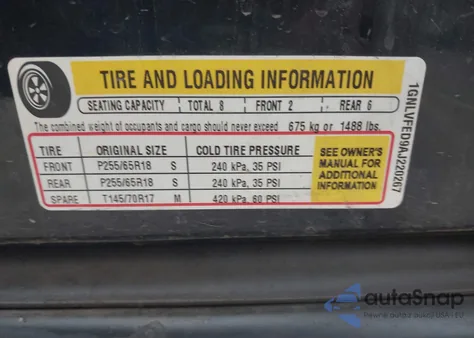 TIRE AND LOADING INFORMATION
SEATING CAPACITY TOTAL 8 FRONT 2 REAR 6
The combined weight of occupants and cargo should never exceed 675 kg or 1488 lbs.
TIRE ORIGINAL SIZE COLD TIRE PRESSURE
FRONT P255/65R18 S 240 kPa, 35 PSI
REAR P255/65R18 S 240 kPa, 35 PSI
SPARE T145/70R17 M 420 kPa, 60 PSI
SEE OWNER'S
MANUAL FOR
ADDITIONAL
INFORMATION
1GNLVFED9AJ220267
autoSnap